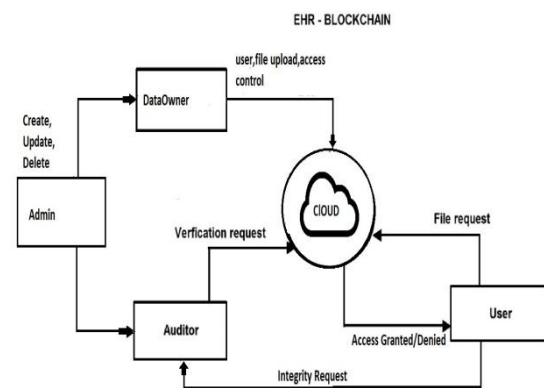 EHR - BLOCKCHAIN
user,file upload,access
control
DataOwner
Create,
Update,
Delete
Admin
ClOUD
Verfication request
File request
Auditor
User
Access Granted/Denied
Integrity Request